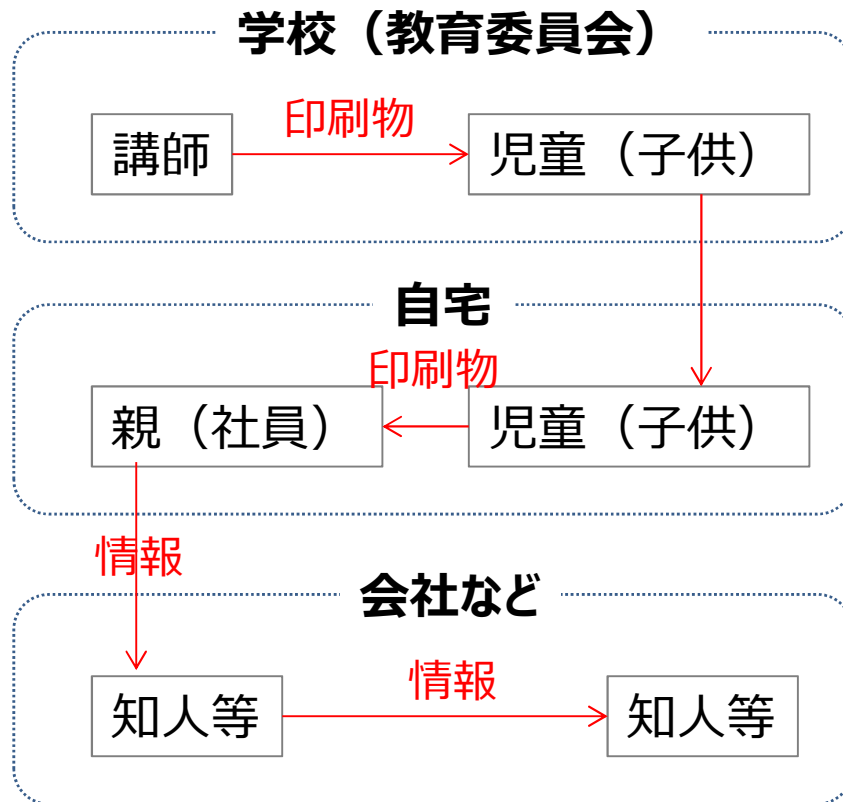 学校（教育委員会）
印刷物
講師
児童（子供）
自宅
印刷物
親（社員）
児童（子供）
情報
会社など
情報
知人等
知人等